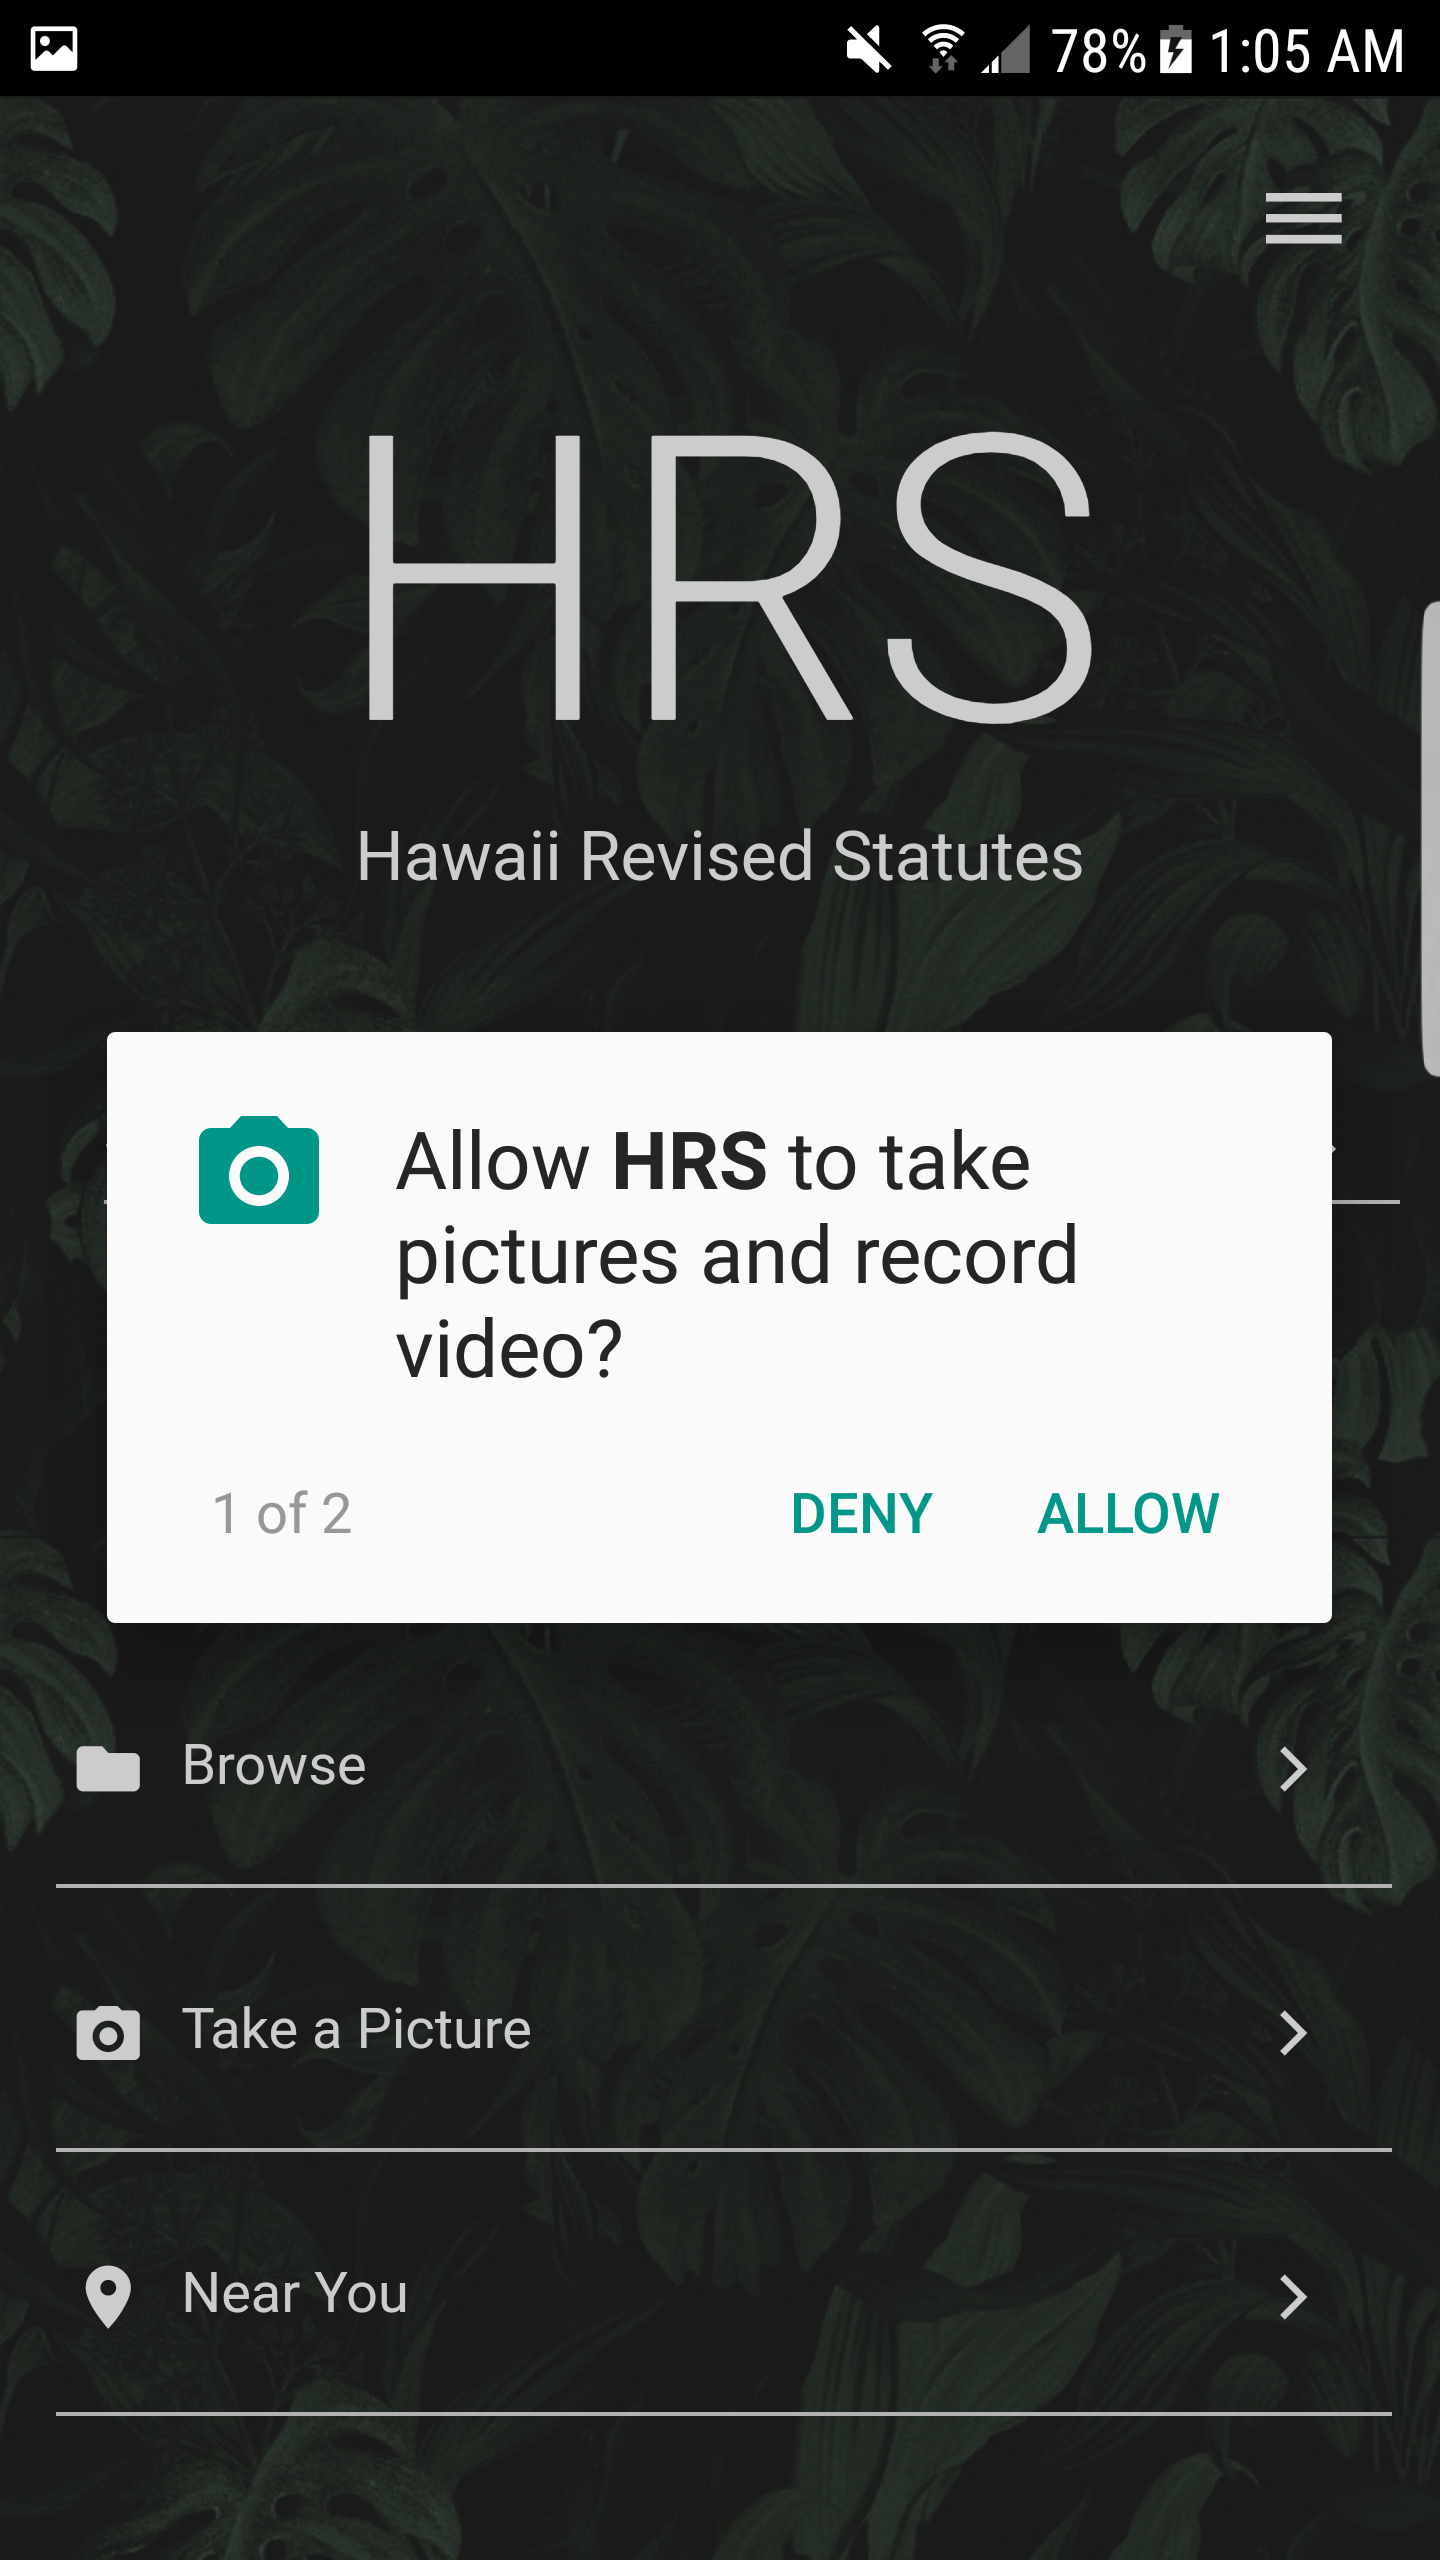 78% 1:05 AM
HRS
Hawaii Revised Statutes
Allow HRS to take
pictures and record
video?
1 of 2 DENY ALLOW
Browse
Take a Picture
Near You